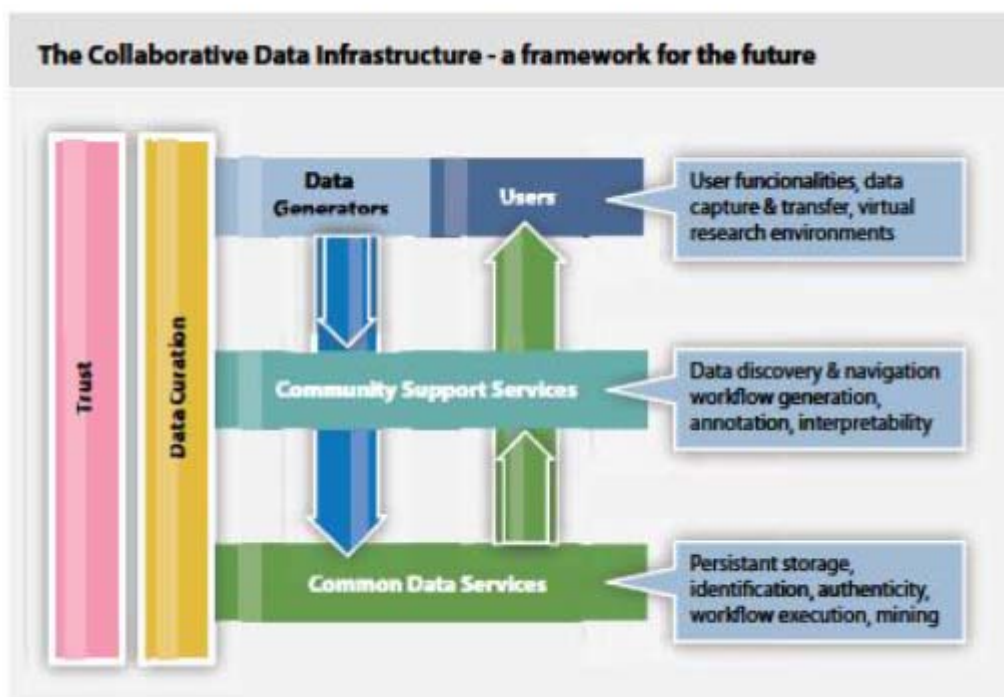 The Collaborative Data Infrastructure - a framework for the future
Trust
Data Curation
Data
Generators
Users
User funcionalities, data
capture & transfer, virtual
research environments
Community Support Services
Data discovery & navigation
workflow generation,
annotation, interpretability
Common Data Services
Persistant storage,
identification, authenticity,
workflow execution, mining